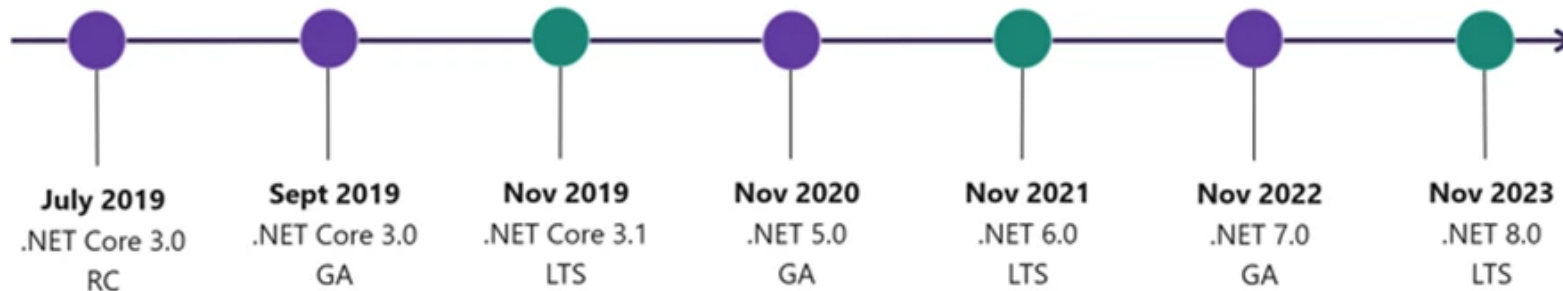 July 2019
.NET Core 3.0
RC
Sept 2019
.NET Core 3.0
GA
Nov 2019
.NET Core 3.1
LTS
Nov 2020
.NET 5.0
GA
Nov 2021
.NET 6.0
LTS
Nov 2022
.NET 7.0
GA
Nov 2023
.NET 8.0
LTS